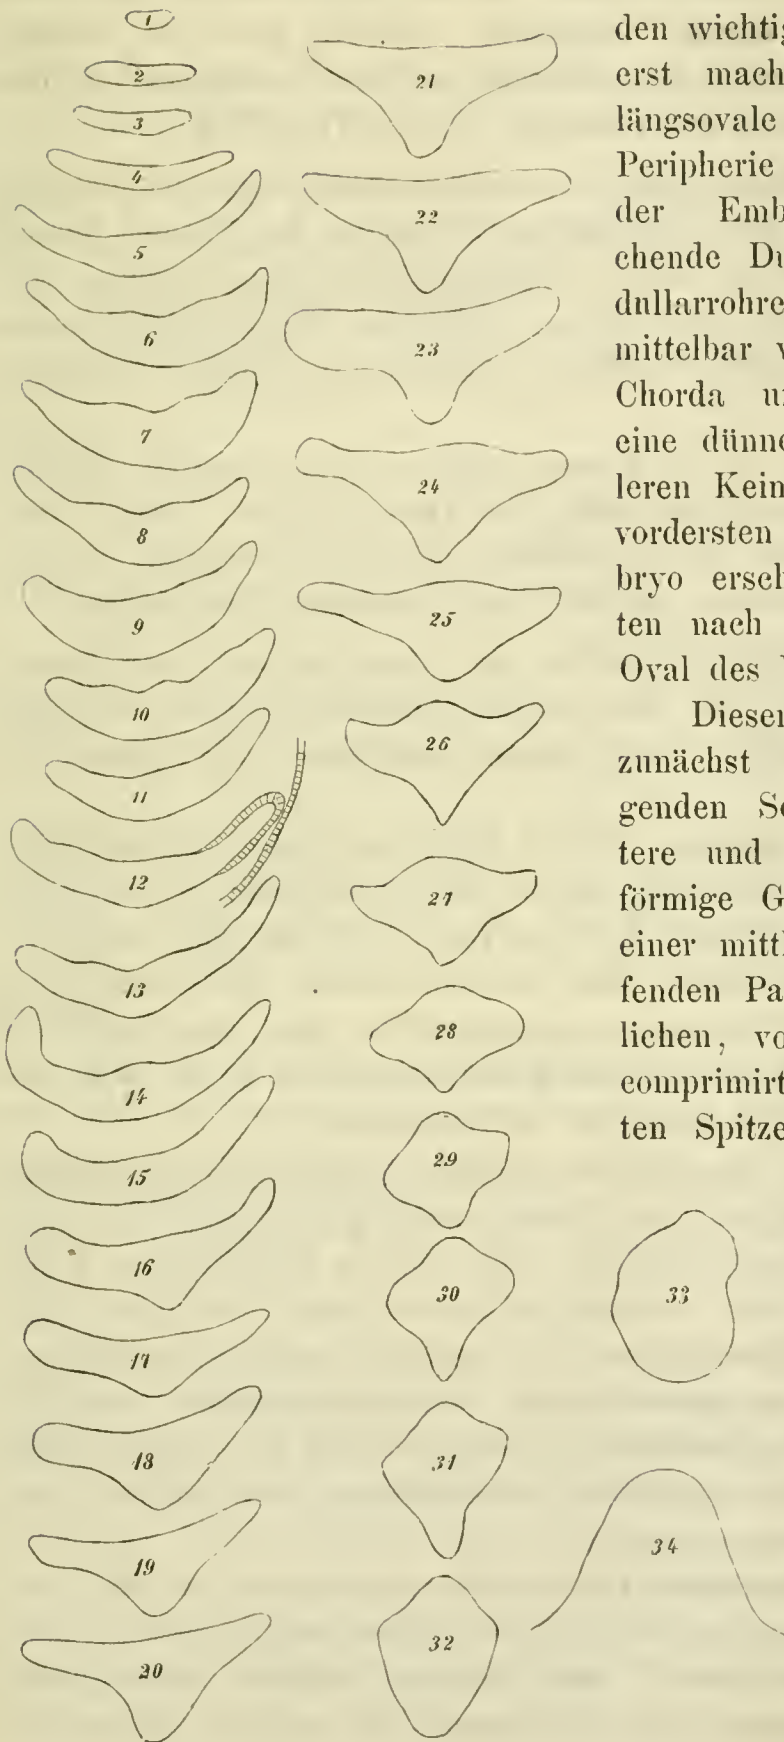 1
2
3
4
5
6
7
8
9
10
11
12
13
14
15
16
17
18
19
20
21
22
23
24
25
26
27
28
29
30
31
32
den wichtig
erst mach
längsovale
Peripherie
der Emb
chende Du
dullarrohre
mittelbar v
Chorda un
eine dünne
leren Kein
vordersten
bryo ersch
ten nach
Oval des
Dieser
zunächst
genden Se
tere und
förmige G
einer mittl
fenden Pa
lichen, vo
comprimirt
ten Spitze
33
34